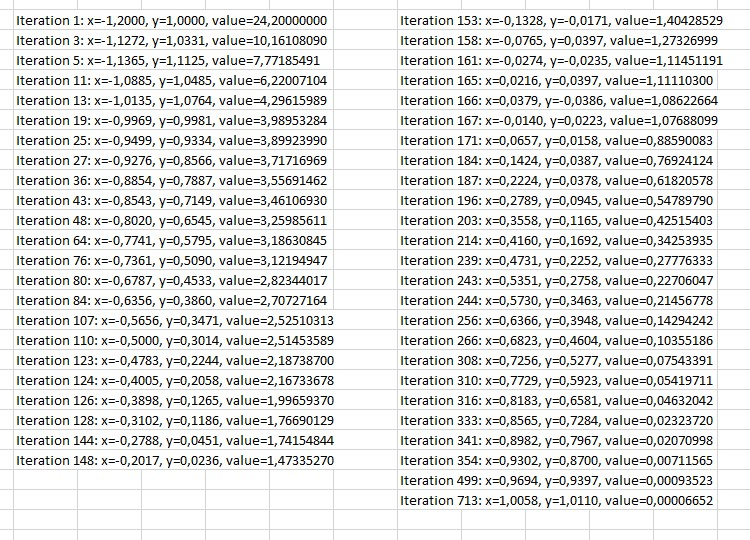 Iteration 1: x=-1,2000, y=1,0000, value=24,20000000
Iteration 3: x=-1,1272, y=1,0331, value=10,16108090
Iteration 5: x=-1,1365, y=1,1125, value=7,77185491
Iteration 11: x=-1,0885, y=1,0485, value=6,22007104
Iteration 13: x=-1,0135, y=1,0764, value=4,29615989
Iteration 19: x=-0,9969, y=0,9981, value=3,98953284
Iteration 25: x=-0,9499, y=0,9334, value=3,89923990
Iteration 27: x=-0,9276, y=0,8566, value=3,71716969
Iteration 36: x=-0,8854, y=0,7887, value=3,55691462
Iteration 43: x=-0,8543, y=0,7149, value=3,46106930
Iteration 48: x=-0,8020, y=0,6545, value=3,25985611
Iteration 64: x=-0,7741, y=0,5795, value=3,18630845
Iteration 76: x=-0,7361, y=0,5090, value=3,12194947
Iteration 80: x=-0,6787, y=0,4533, value=2,82344017
Iteration 84: x=-0,6356, y=0,3860, value=2,70727164
Iteration 107: x=-0,5656, y=0,3471, value=2,52510313
Iteration 110: x=-0,5000, y=0,3014, value=2,51453589
Iteration 123: x=-0,4783, y=0,2244, value=2,18738700
Iteration 124: x=-0,4005, y=0,2058, value=2,16733678
Iteration 126: x=-0,3898, y=0,1265, value=1,99659370
Iteration 128: x=-0,3102, y=0,1186, value=1,76690129
Iteration 144: x=-0,2788, y=0,0451, value=1,74154844
Iteration 148: x=-0,2017, y=0,0236, value=1,47335270
Iteration 153: x=-0,1328, y=-0,0171, value=1,40428529
Iteration 158: x=-0,0765, y=0,0397, value=1,27326999
Iteration 161: x=-0,0274, y=-0,0235, value=1,11451191
Iteration 165: x=0,0216, y=0,0397, value=1,11110300
Iteration 166: x=0,0379, y=-0,0386, value=1,08622664
Iteration 167: x=-0,0140, y=0,0223, value=1,07688099
Iteration 171: x=0,0657, y=0,0158, value=0,88590083
Iteration 184: x=0,1424, y=0,0387, value=0,76924124
Iteration 187: x=0,2224, y=0,0378, value=0,61820578
Iteration 196: x=0,2789, y=0,0945, value=0,54789790
Iteration 203: x=0,3558, y=0,1165, value=0,42515403
Iteration 214: x=0,4160, y=0,1692, value=0,34253935
Iteration 239: x=0,4731, y=0,2252, value=0,27776333
Iteration 243: x=0,5351, y=0,2758, value=0,22706047
Iteration 244: x=0,5730, y=0,3463, value=0,21456778
Iteration 256: x=0,6366, y=0,3948, value=0,14294242
Iteration 266: x=0,6823, y=0,4604, value=0,10355186
Iteration 308: x=0,7256, y=0,5277, value=0,07543391
Iteration 310: x=0,7729, y=0,5923, value=0,05419711
Iteration 316: x=0,8183, y=0,6581, value=0,04632042
Iteration 333: x=0,8565, y=0,7284, value=0,02323720
Iteration 341: x=0,8982, y=0,7967, value=0,02070998
Iteration 354: x=0,9302, y=0,8700, value=0,00711565
Iteration 499: x=0,9694, y=0,9397, value=0,00093523
Iteration 713: x=1,0058, y=1,0110, value=0,00006652